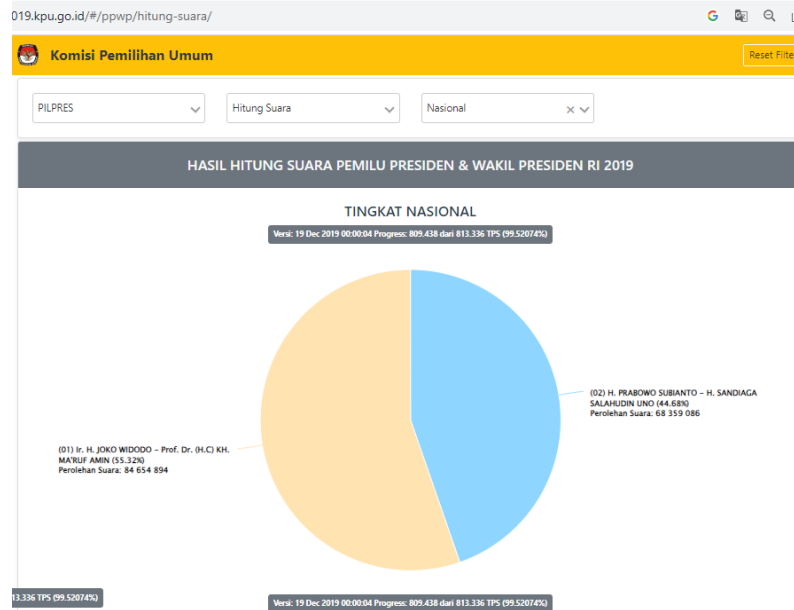 019.kpu.go.id/#/ppwp/hitung-suara/
Komisi Pemilihan Umum
Reset Filte
PILPRES
Hitung Suara
Nasional
HASIL HITUNG SUARA PEMILU PRESIDEN & WAKIL PRESIDEN RI 2019
TINGKAT NASIONAL
Versi: 19 Dec 2019 00:00:04 Progress: 809.438 dari 813.336 TPS (99.52074%)
(02) H. PRABOWO SUBIANTO - H. SANDIAGA
SALAHUDIN UNO (44.68%)
Perolehan Suara: 68 359 086
(01) Ir. H. JOKO WIDODO - Prof. Dr. (H.C) KH.
MA'RUF AMIN (55.32%)
Perolehan Suara: 84 654 894
13.336 TPS (99.52074%)
Versi: 19 Dec 2019 00:00:04 Progress: 809.438 dari 813.336 TPS (99.52074%)